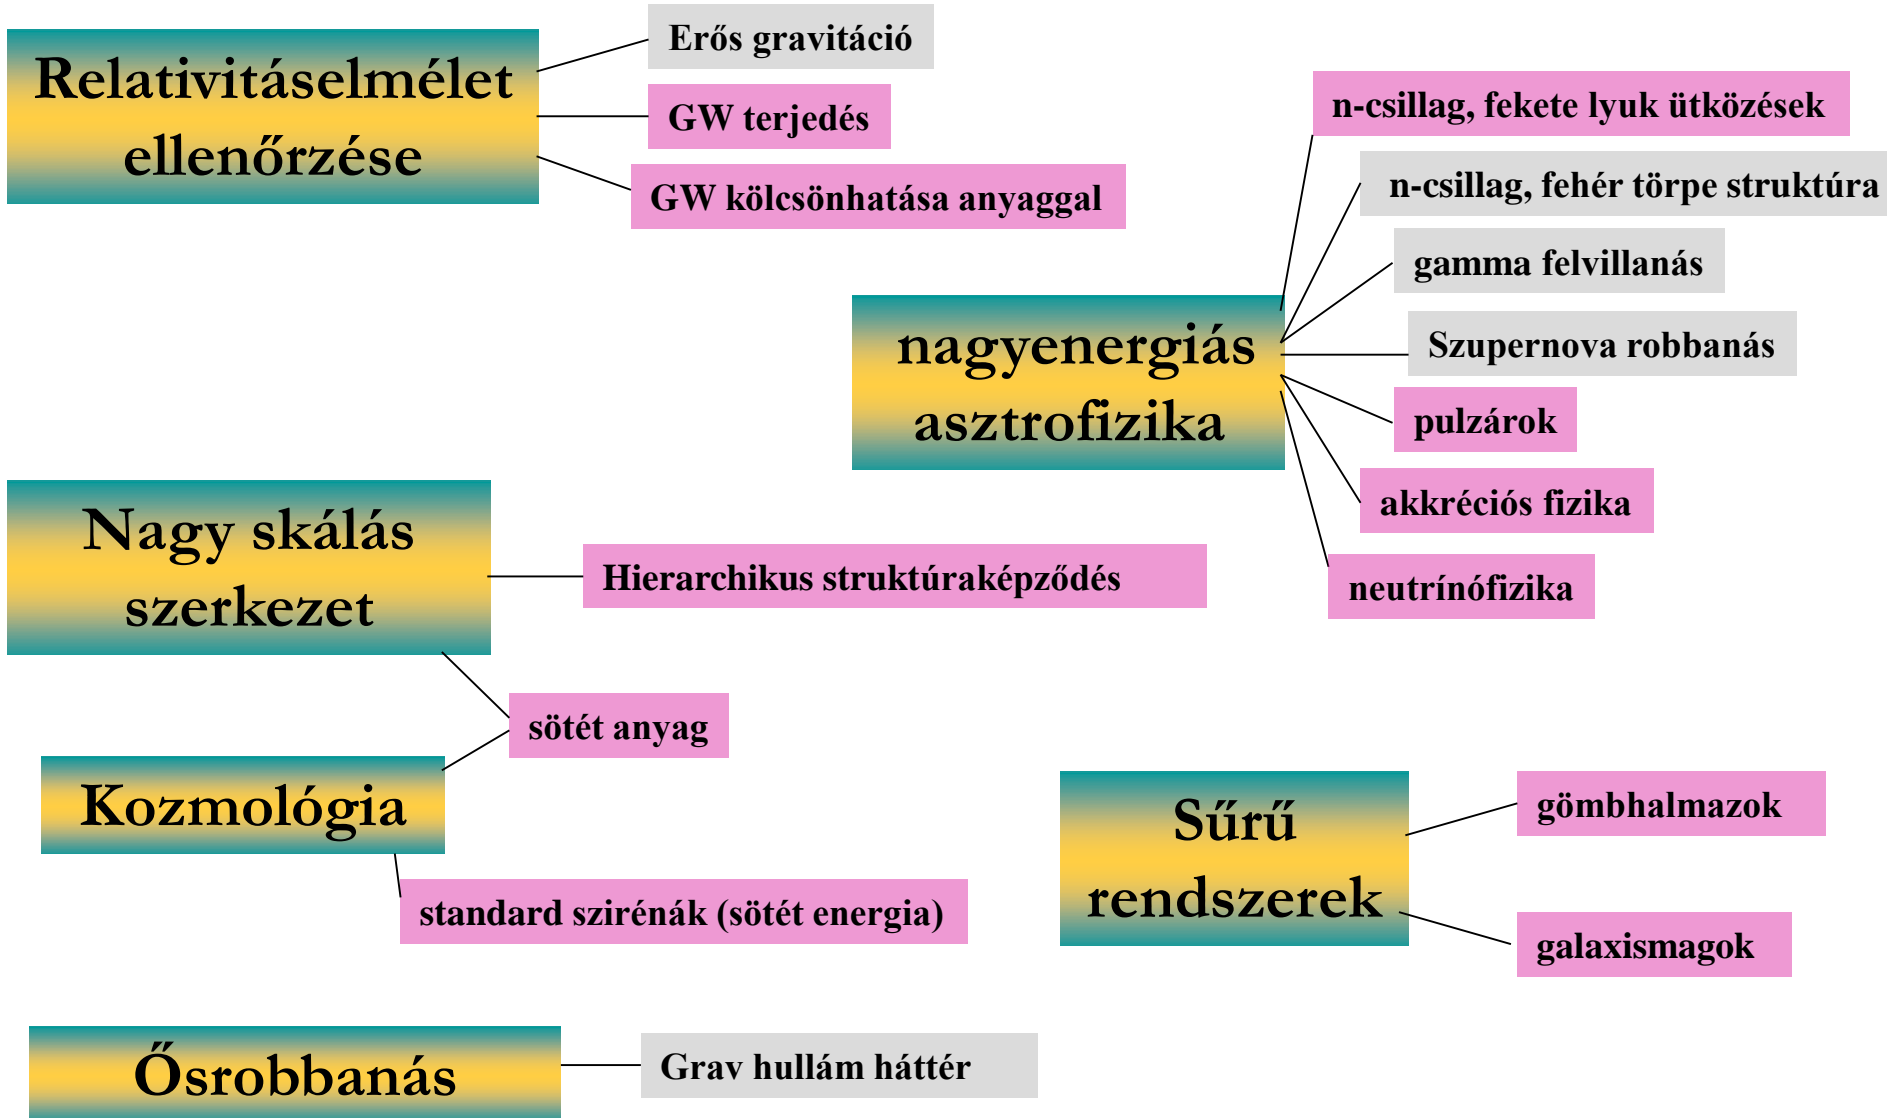 Relativitáselmélet
ellenőrzése
Erős gravitáció
GW terjedés
GW kölcsönhatása anyaggal
nagyenergiás
asztrofizika
n-csillag, fekete lyuk ütközések
n-csillag, fehér törpe struktúra
gamma felvillanás
Szupernova robbanás
pulzárok
akkréciós fizika
neutrínófizika
Nagy skálás
szerkezet
Hierarchikus struktúraképződés
sötét anyag
Kozmológia
standard szirénák (sötét energia)
Sűrű
rendszerek
gömbhalmazok
galaxismagok
Ősrobbanás
Grav hullám háttér